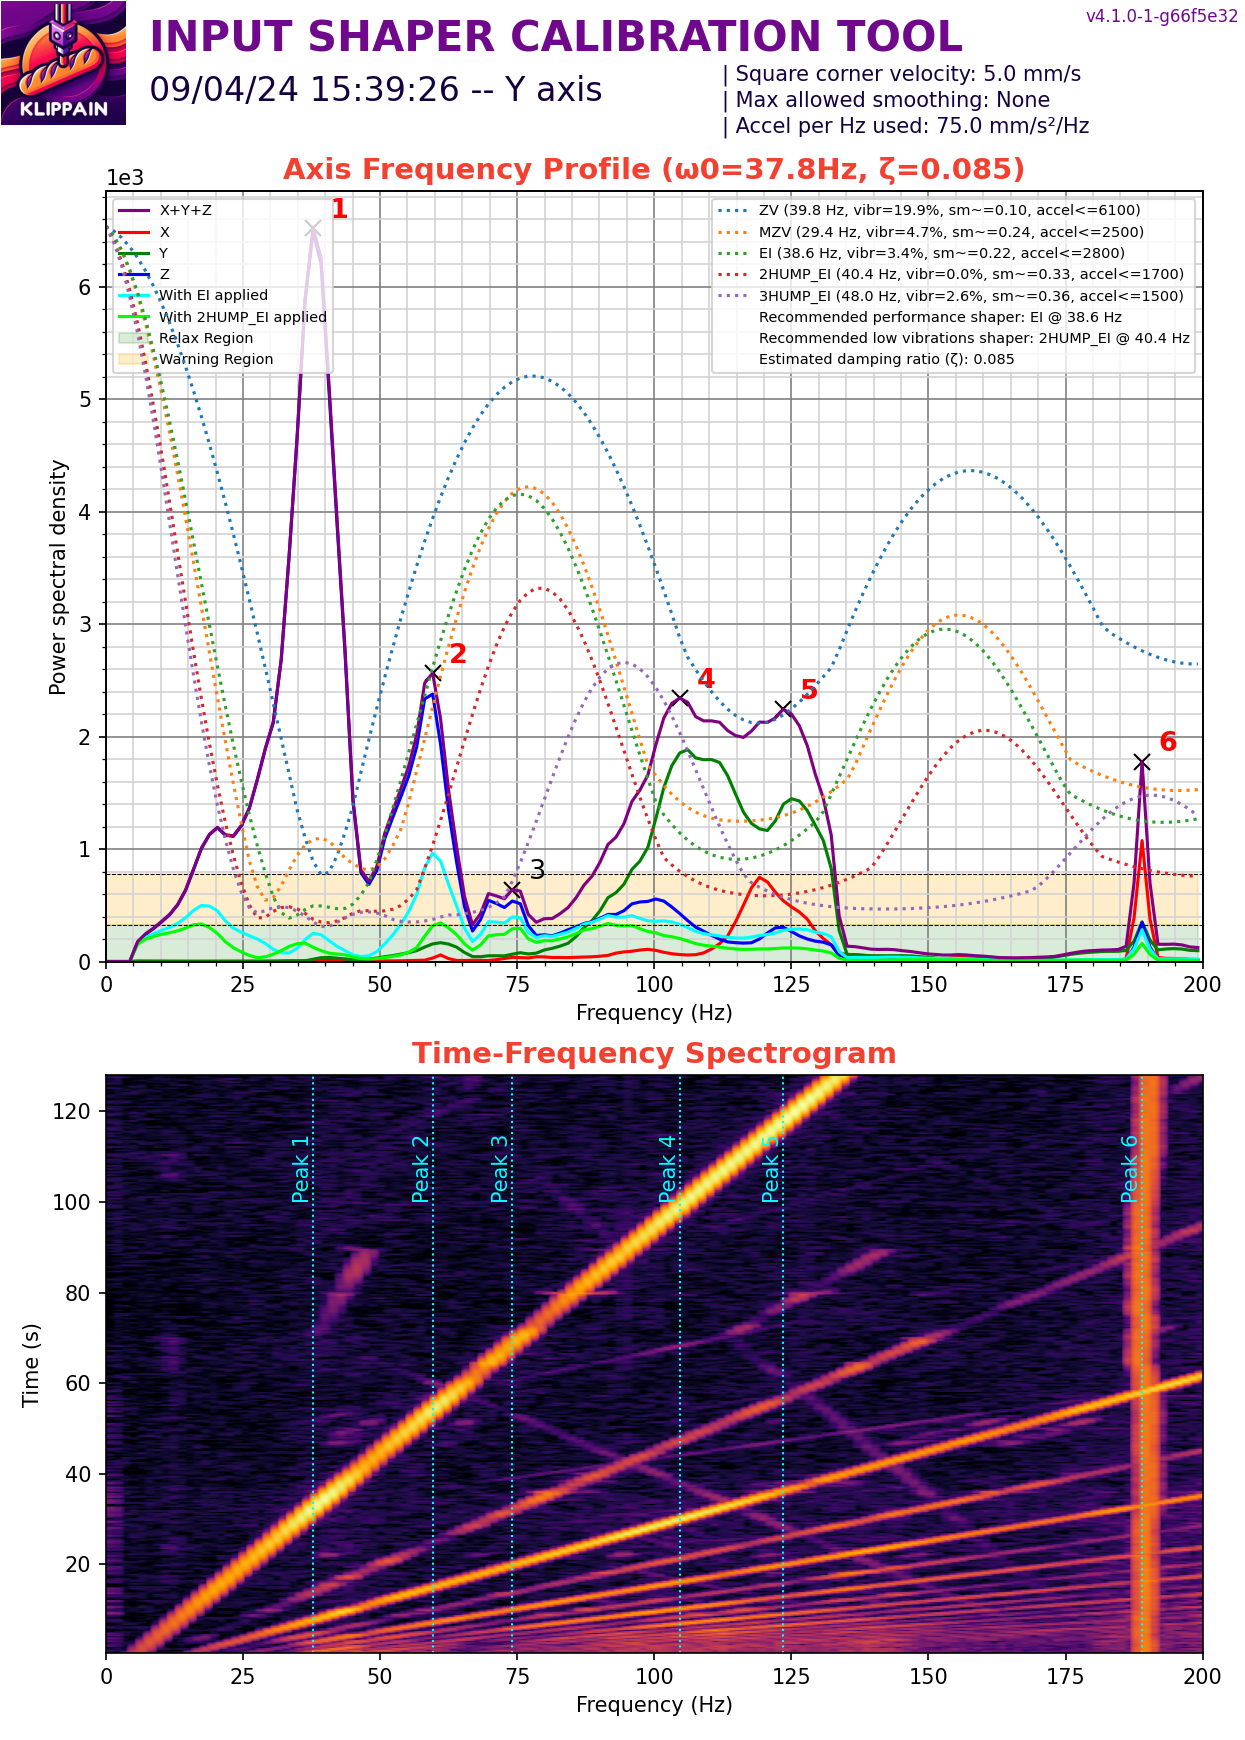 v4.1.0-1-g66f5e32
INPUT SHAPER CALIBRATION TOOL
09/04/24 15:39:26 -- Y axis
| Square corner velocity: 5.0 mm/s
| Max allowed smoothing: None
| Accel per Hz used: 75.0 mm/s²/Hz
KLIPPAIN
Axis Frequency Profile (ω0=37.8Hz, ζ=0.085)
1e3
X+Y+Z
X
Y
Z
With EI applied
With 2HUMP_EI applied
Relax Region
Warning Region
ZV (39.8 Hz, vibr=19.9%, sm~=0.10, accel<=6100)
MZV (29.4 Hz, vibr=4.7%, sm~=0.24, accel<=2500)
EI (38.6 Hz, vibr=3.4%, sm~=0.22, accel<=2800)
2HUMP_EI (40.4 Hz, vibr=0.0%, sm~=0.33, accel<=1700)
3HUMP_EI (48.0 Hz, vibr=2.6%, sm~=0.36, accel<=1500)
Recommended performance shaper: EI @ 38.6 Hz
Recommended low vibrations shaper: 2HUMP_EI @ 40.4 Hz
Estimated damping ratio (ζ): 0.085
1
2
3
4
5
6
Power spectral density
6
5
4
3
2
1
0
0 25 50 75 100 125 150 175 200
Frequency (Hz)
Time-Frequency Spectrogram
Peak 1
Peak 2
Peak 3
Peak 4
Peak 5
Peak 6
Time (s)
120
100
80
60
40
20
0 25 50 75 100 125 150 175 200
Frequency (Hz)